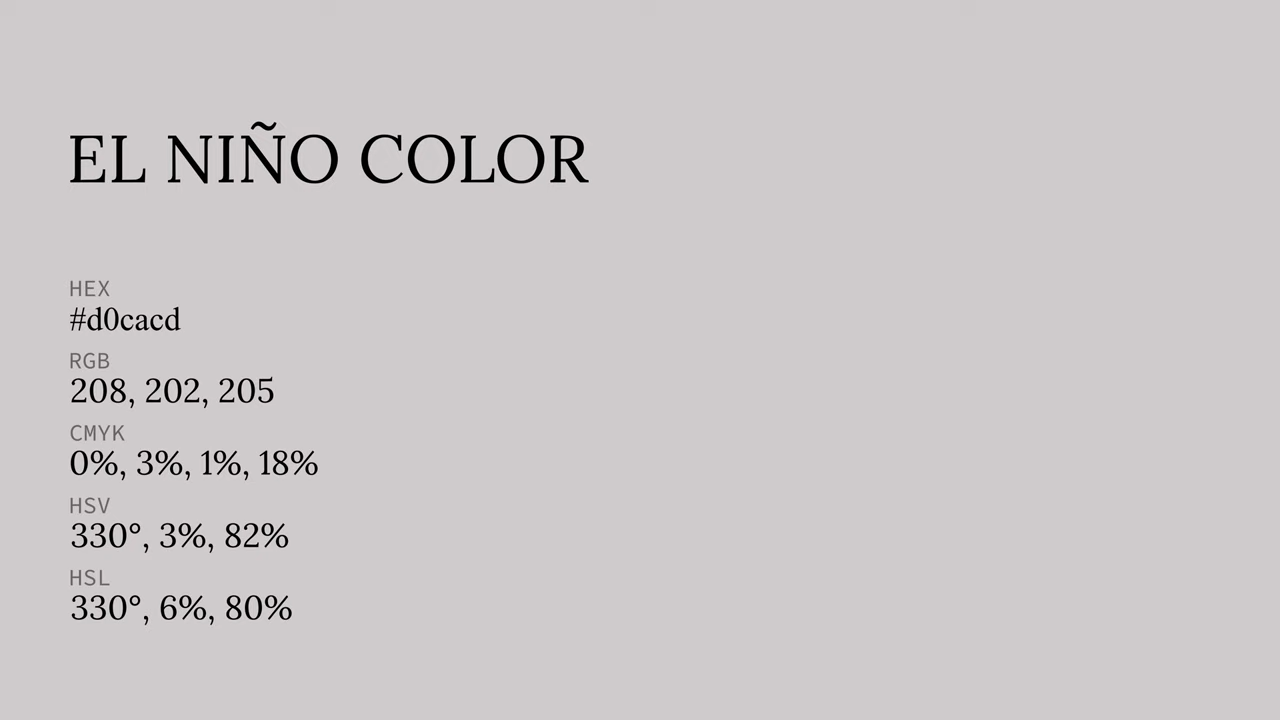 EL NIÑO COLOR
HEX
#d0cacd
RGB
208, 202, 205
CMYK
0%, 3%, 1%, 18%
HSV
330°, 3%, 82%
HSL
330°, 6%, 80%